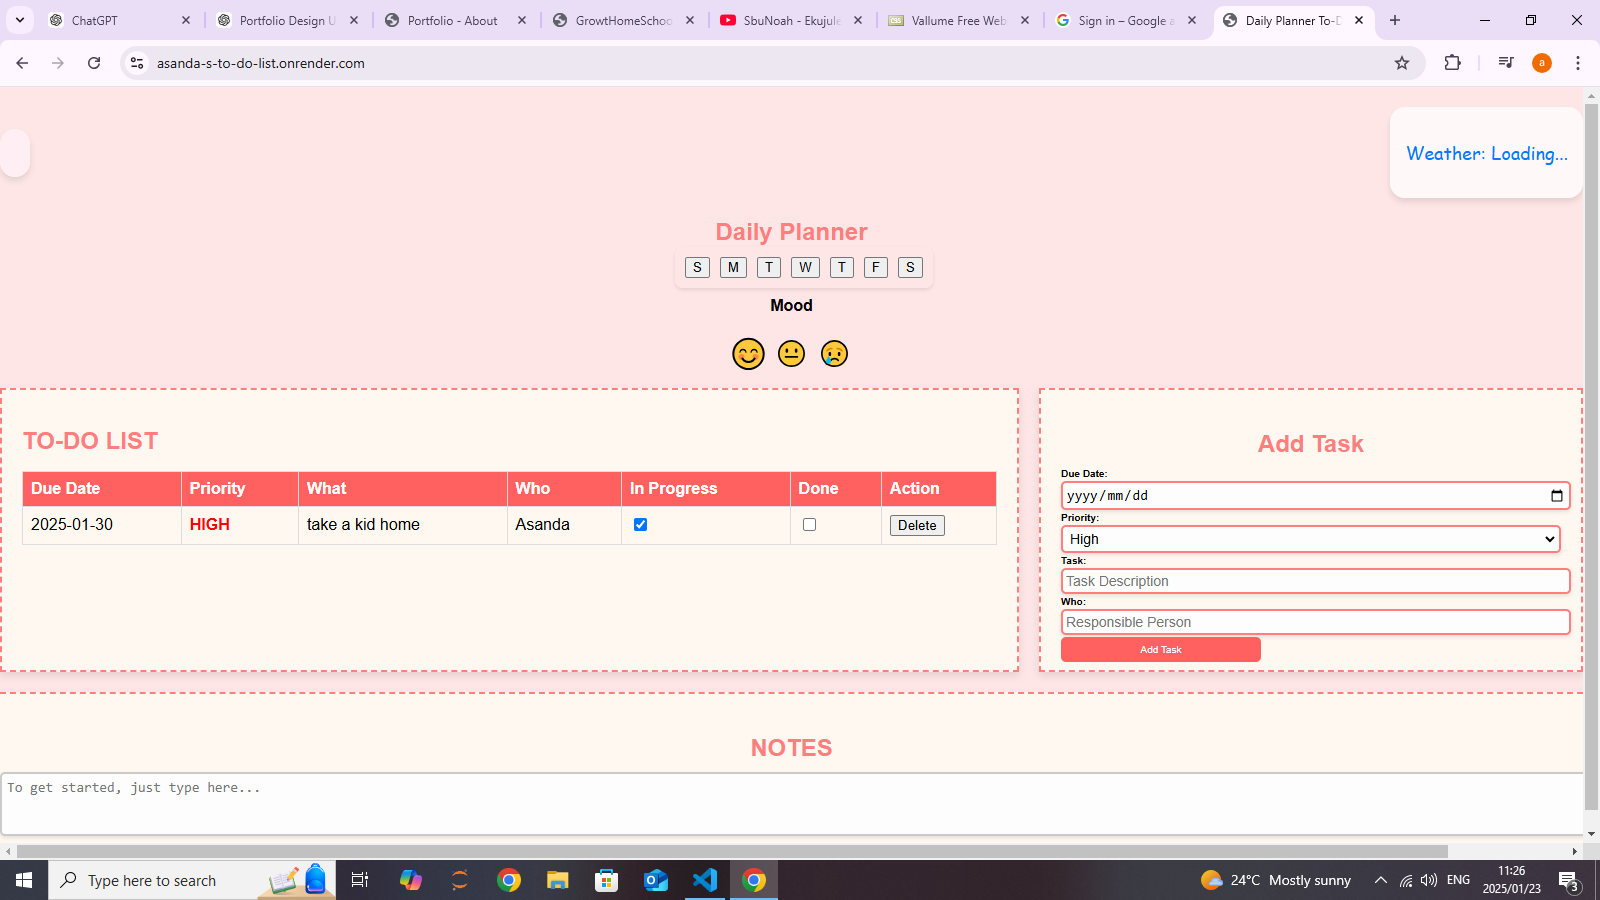 ChatGPT
Portfolio Design U
Portfolio - About
GrowtHomeSchoo
SbuNoah - Ekujule
Vallume Free Web
Sign in – Google a
Daily Planner To-D
asanda-s-to-do-list.onrender.com
a
Weather: Loading...
Daily Planner
S M T W T F S
Mood
TO-DO LIST
Due Date Priority What Who In Progress Done Action
2025-01-30 HIGH take a kid home Asanda Delete
Add Task
Due Date:
yyyy/mm/dd
Priority:
High
Task:
Task Description
Who:
Responsible Person
Add Task
NOTES
To get started, just type here...
Type here to search
24°C Mostly sunny
ENG
11:26
2025/01/23
3